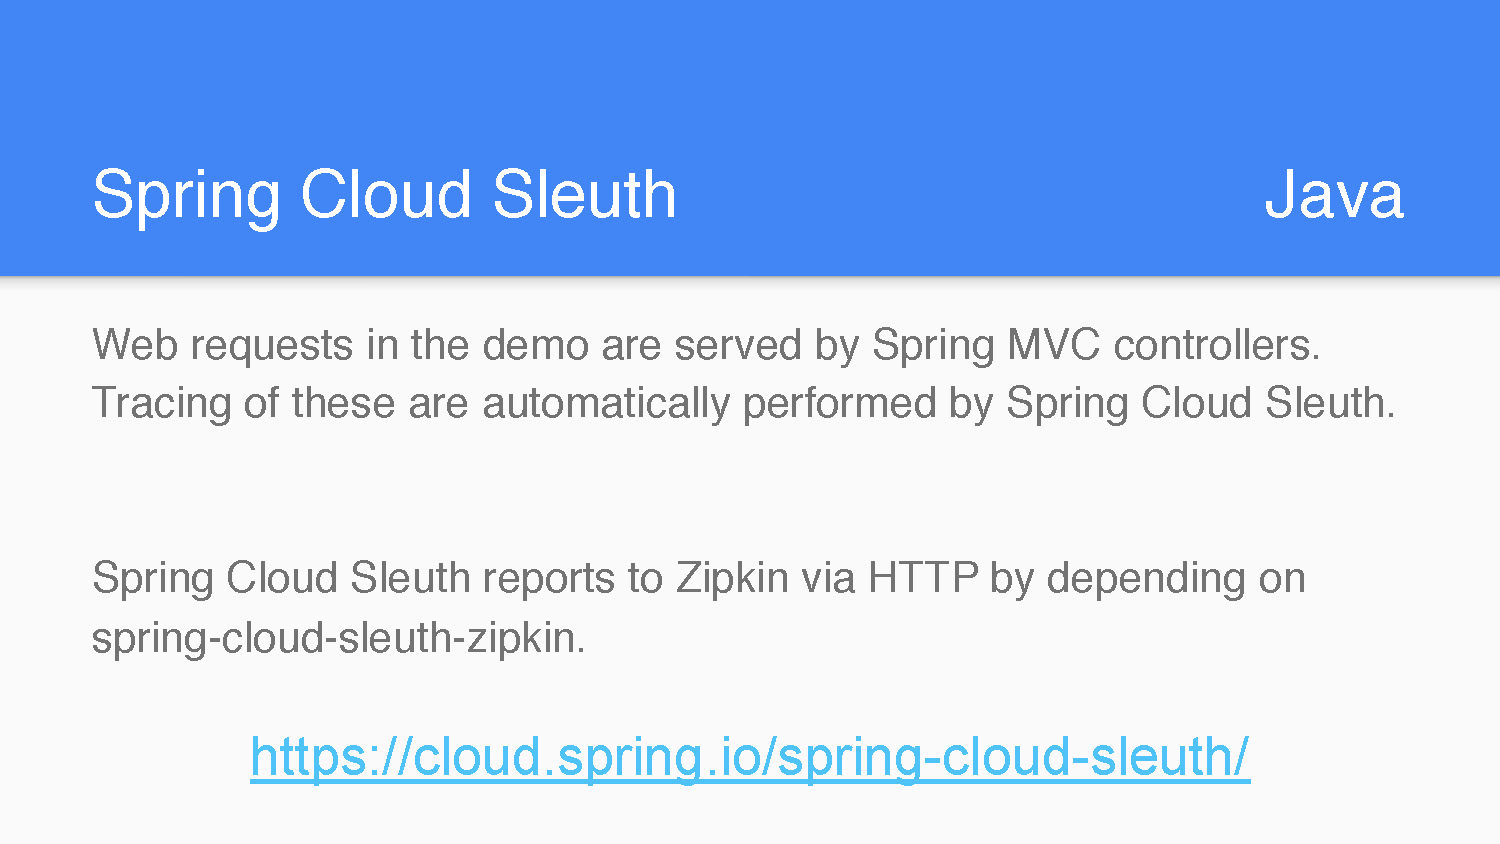 Spring Cloud Sleuth Java
Web requests in the demo are served by Spring MVC controllers.
Tracing of these are automatically performed by Spring Cloud Sleuth.
Spring Cloud Sleuth reports to Zipkin via HTTP by depending on
spring-cloud-sleuth-zipkin.
https://cloud.spring.io/spring-cloud-sleuth/